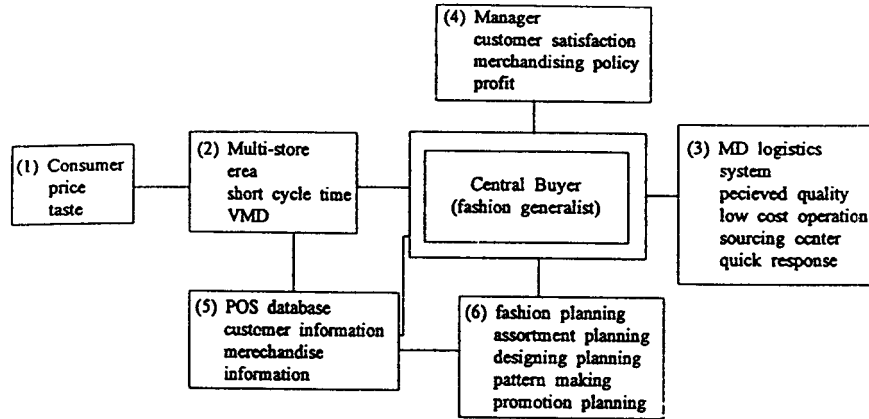 (1) Consumer
price
taste
(2) Multi-store
erea
short cycle time
VMD
(4) Manager
customer satisfaction
merchandising policy
profit
Central Buyer
(fashion generalist)
(3) MD logistics
system
pecieved quality
low cost operation
sourcing center
quick response
(5) POS database
customer information
merechandise
information
(6) fashion planning
assortment planning
designing planning
pattern making
promotion planning